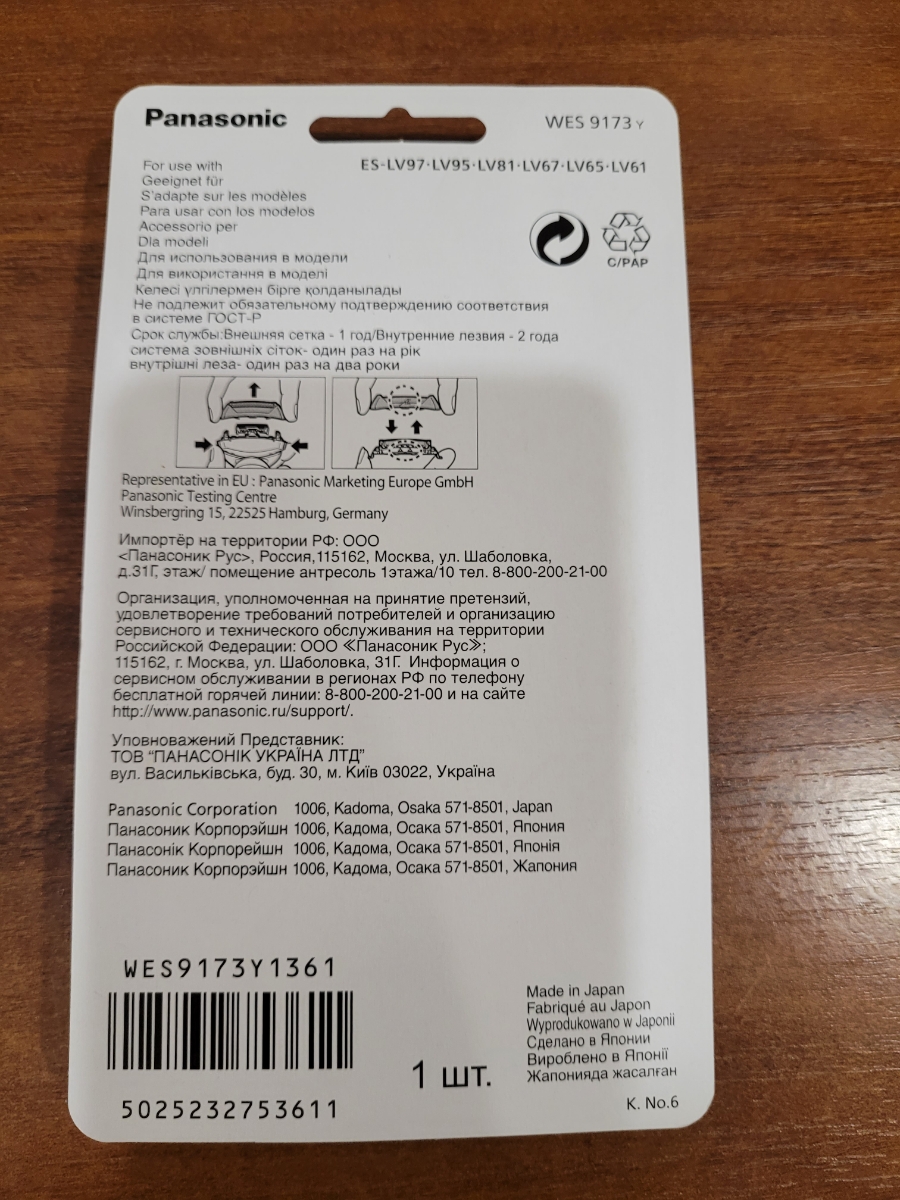 Panasonic
WES 9173 Y
For use with
ES-LV97·LV95·LV81·LV67·LV65·LV61
Geeignet für
S'adapte sur les modèles
Para usar con los modelos
Accessorio per
Dla modeli
Для использования в модели
Для використання в моделі
Келесі үлгілермен бірге қолданылады
Не подлежит обязательному подтверждению соответствия
в системе ГОСТ-Р
Срок службы:Внешняя сетка - 1 год/Внутренние лезвия - 2 года
система зовнішніх сіток- один раз на рік
внутрішні леза- один раз на два роки
C/PAP
Representative in EU : Panasonic Marketing Europe GmbH
Panasonic Testing Centre
Winsbergring 15, 22525 Hamburg, Germany
Импортёр на территории РФ: ООО
<Панасоник Рус>, Россия,115162, Москва, ул. Шаболовка,
д.31Г, этаж/ помещение антресоль 1этажа/10 тел. 8-800-200-21-00
Организация, уполномоченная на принятие претензий,
удовлетворение требований потребителей и организацию
сервисного и технического обслуживания на территории
Российской Федерации: ООО ≪Панасоник Рус≫;
115162, г. Москва, ул. Шаболовка, 31Г. Информация о
сервисном обслуживании в регионах РФ по телефону
бесплатной горячей линии: 8-800-200-21-00 и на сайте
http://www.panasonic.ru/support/.
Уповноважений Представник:
ТОВ "ПАНАСОНІК УКРАЇНА ЛТД"
вул. Васильківська, буд. 30, м. Київ 03022, Україна
Panasonic Corporation 1006, Kadoma, Osaka 571-8501, Japan
Панасоник Корпорэйшн 1006, Кадома, Осака 571-8501, Япония
Панасонік Корпорейшн 1006, Кадома, Осака 571-8501, Японія
Панасоник Корпорэйшн 1006, Кадома, Осака 571-8501, Жапония
WES9173Y1361
5025232753611
1 шт.
Made in Japan
Fabriqué au Japon
Wyprodukowano w Japonii
Сделано в Японии
Вироблено в Японії
Жапонияда жасалған
K. No.6